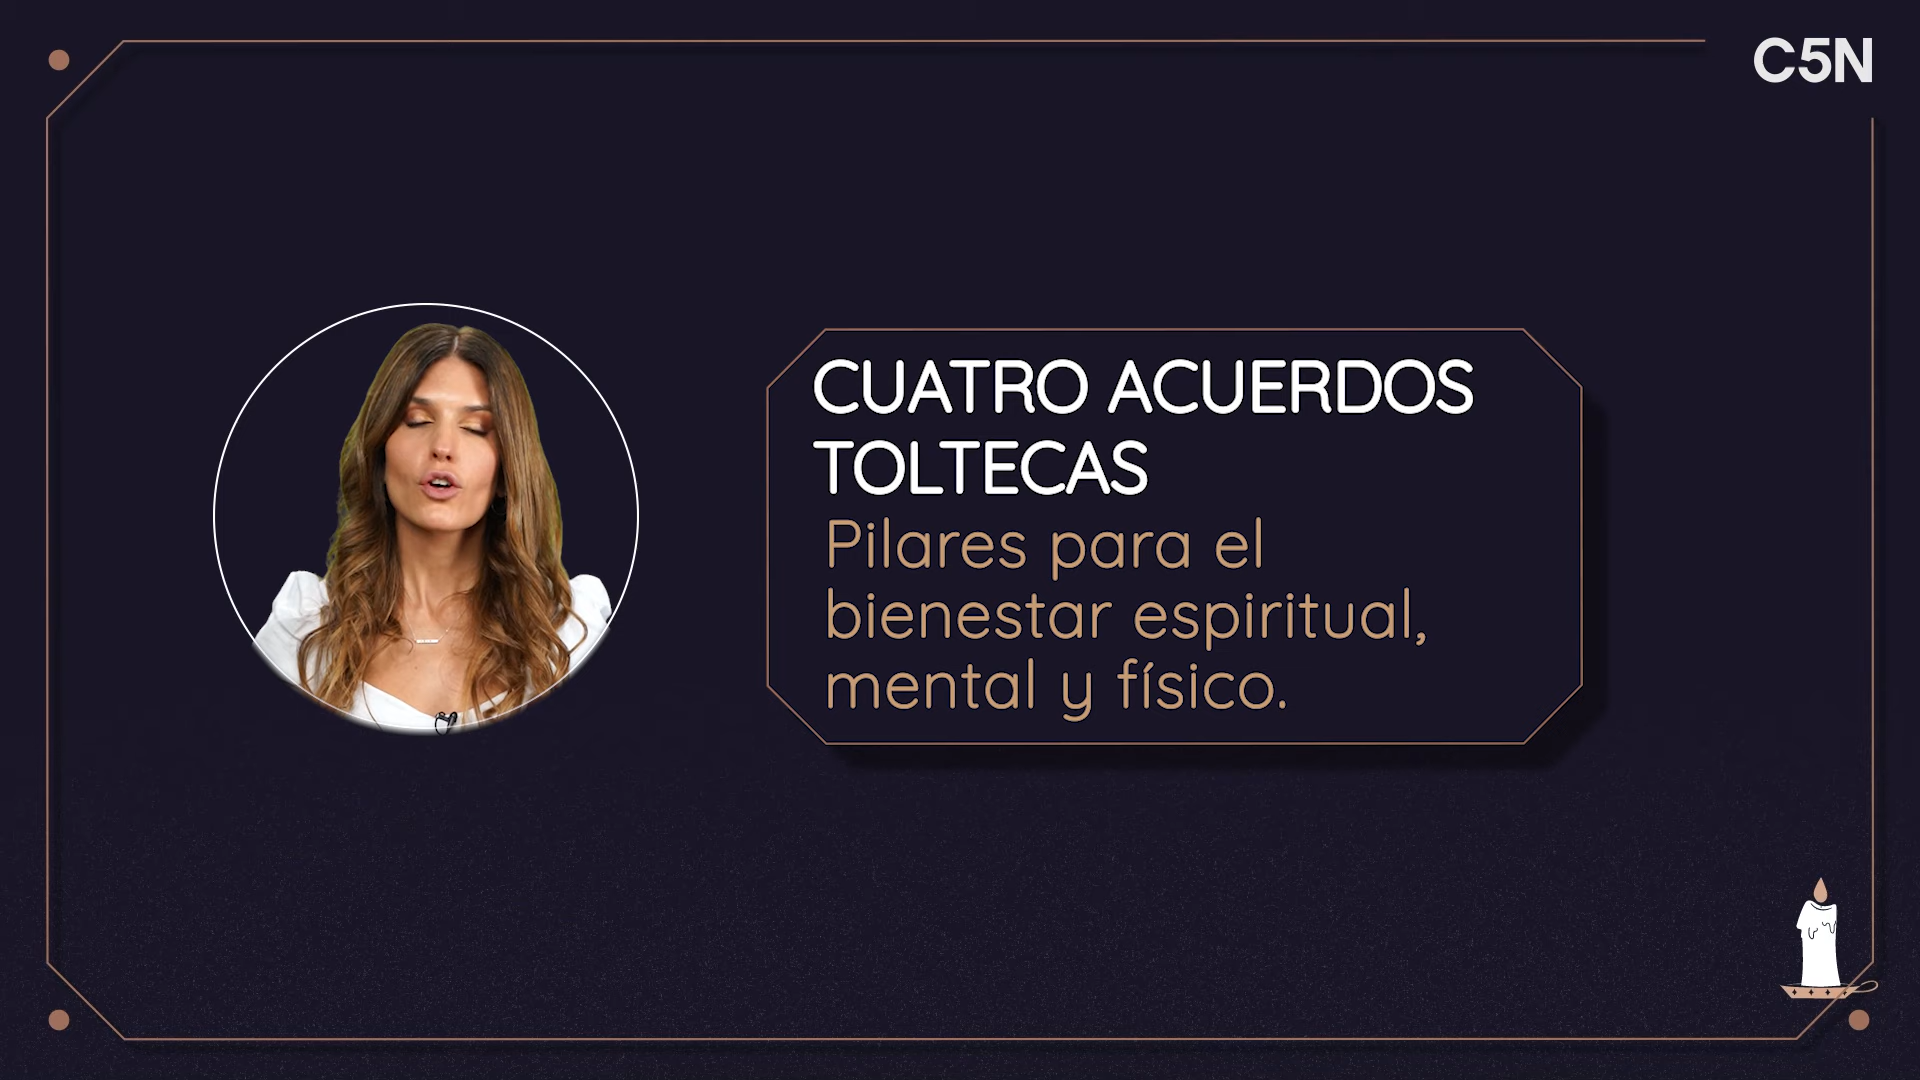 C5N
CUATRO ACUERDOS
TOLTECAS
Pilares para el
bienestar espiritual,
mental y físico.